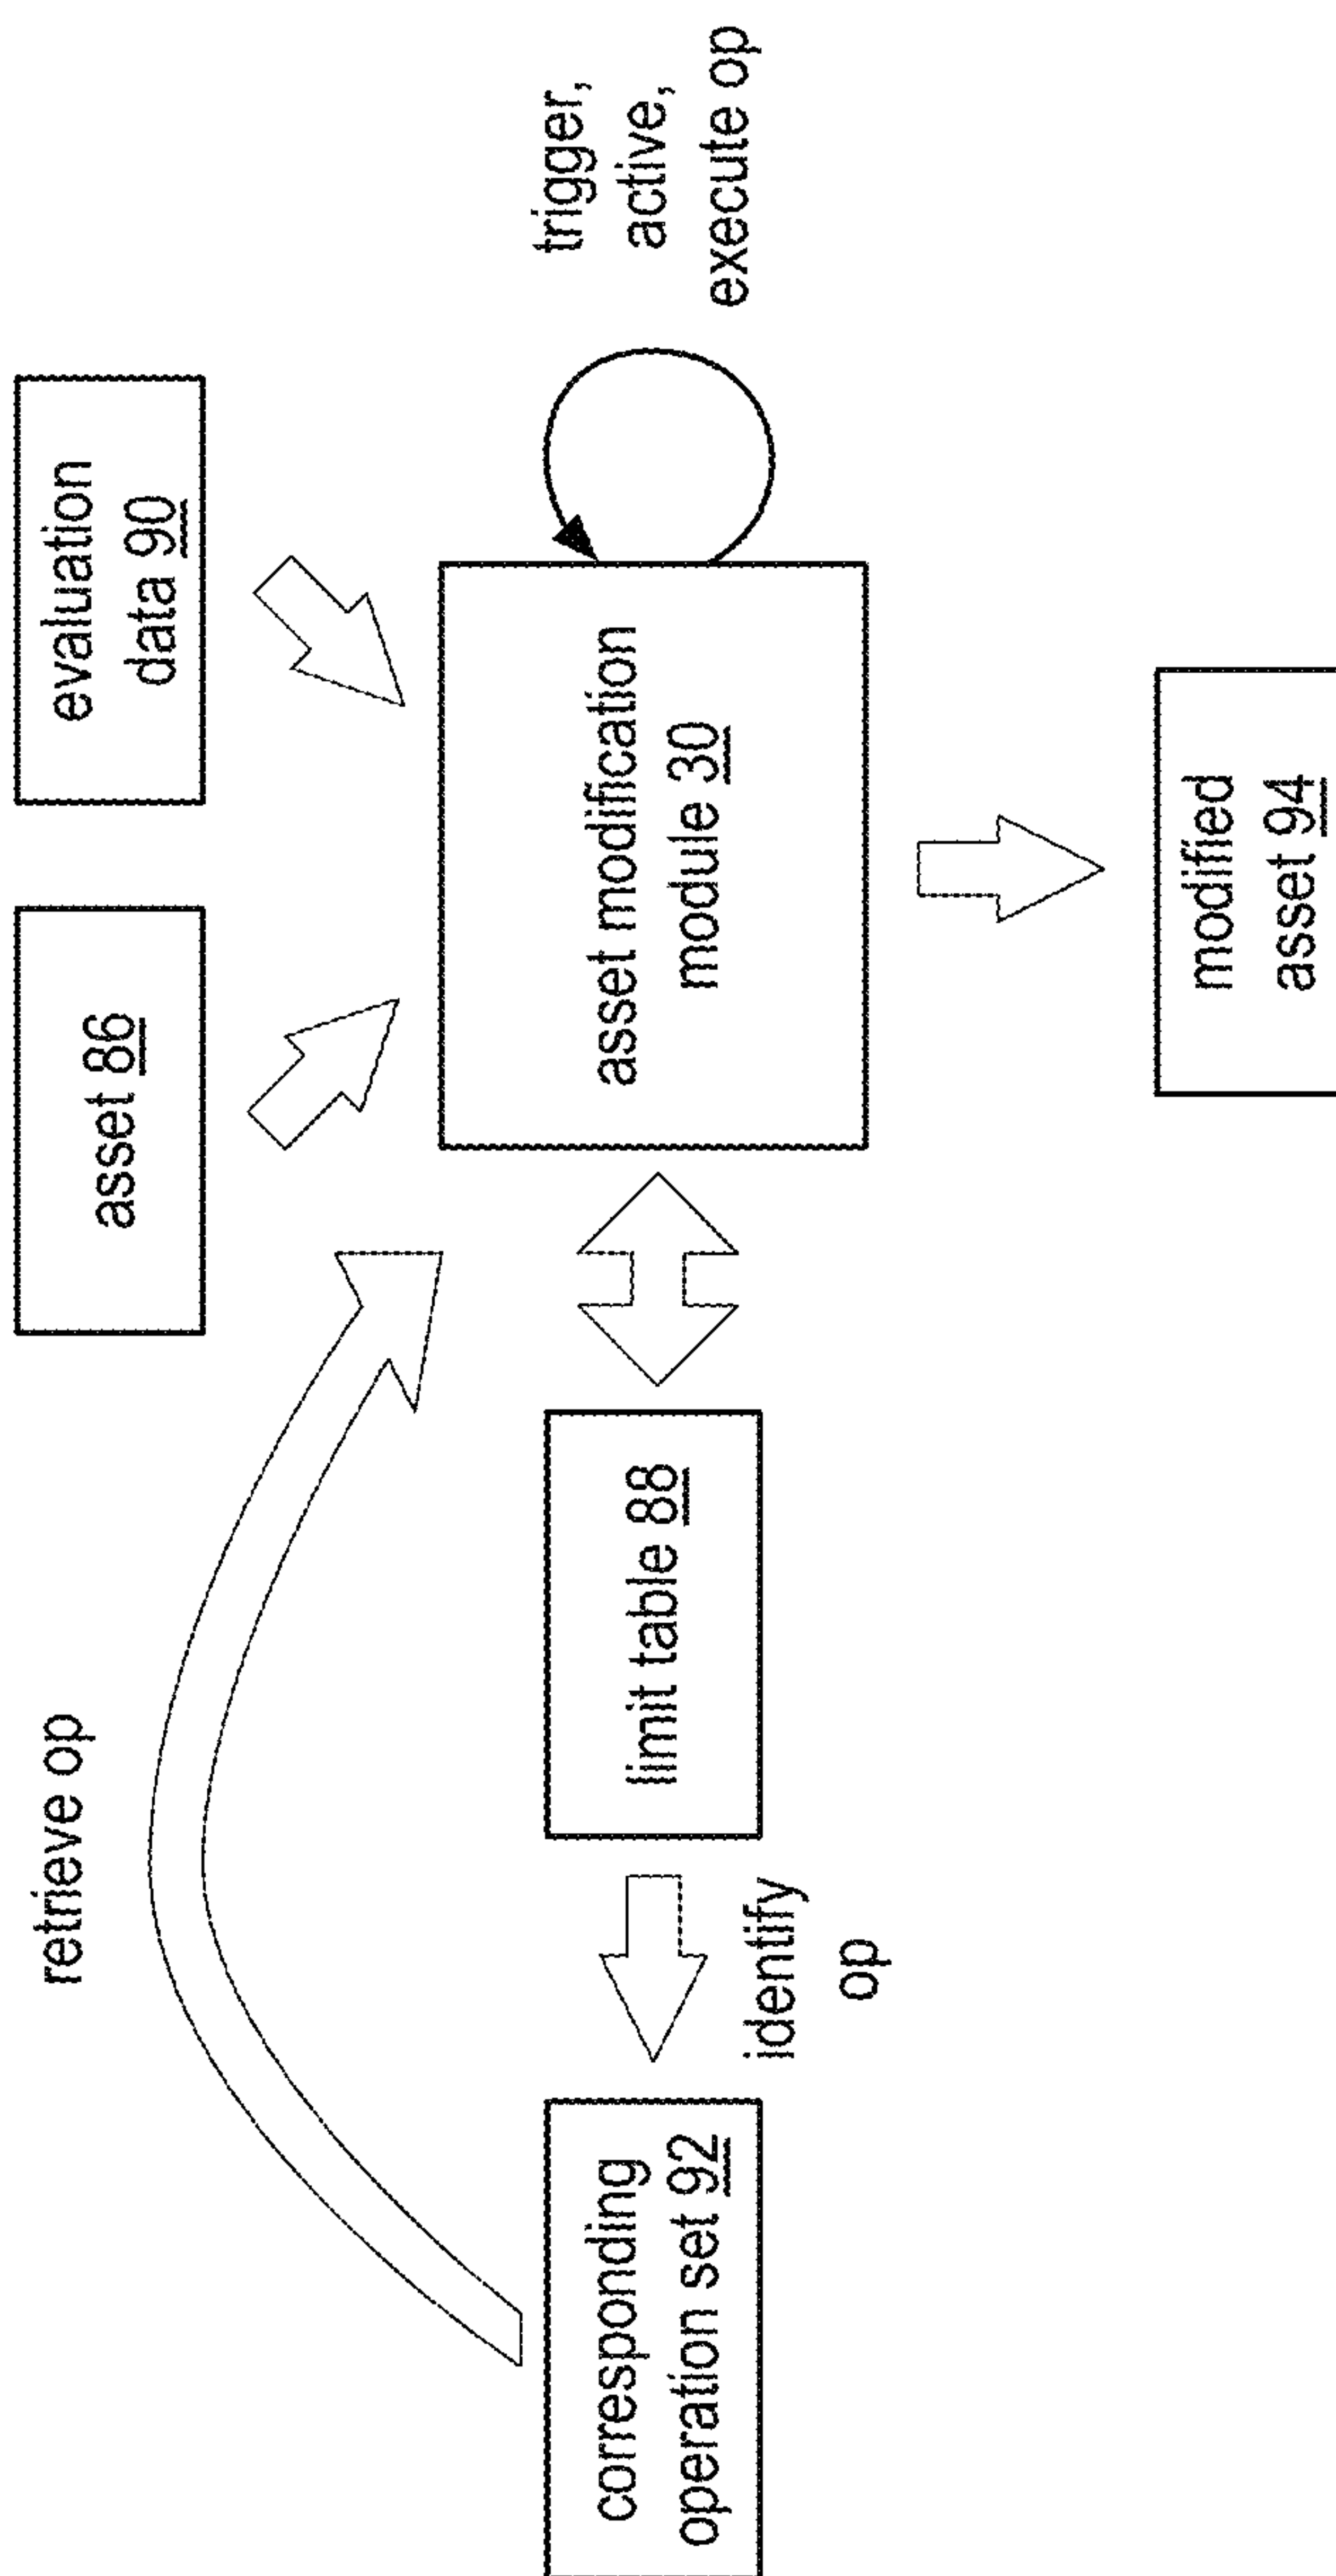 retrieve op
asset 86
evaluation
data 90
corresponding
operation set 92
identify
op
limit table 88
asset modification
module 30
trigger,
active,
execute op
modified
asset 94